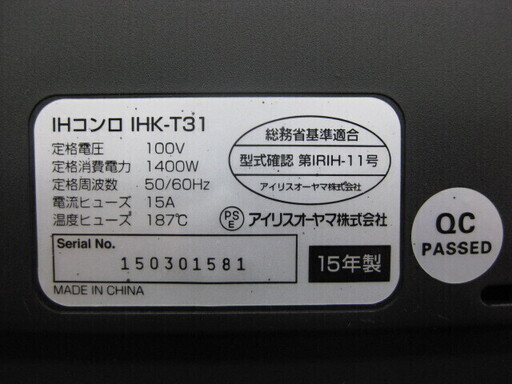 IHコンロ IHK-T31
定格電圧 100V
定格消費電力 1400W
定格周波数 50/60Hz
電流ヒューズ 15A
温度ヒューズ 187℃
総務省基準適合
型式確認 第IRIH-11号
アイリスオーヤマ株式会社
PSE アイリスオーヤマ株式会社
Serial No.
150301581
15年製
MADE IN CHINA
QC
PASSED